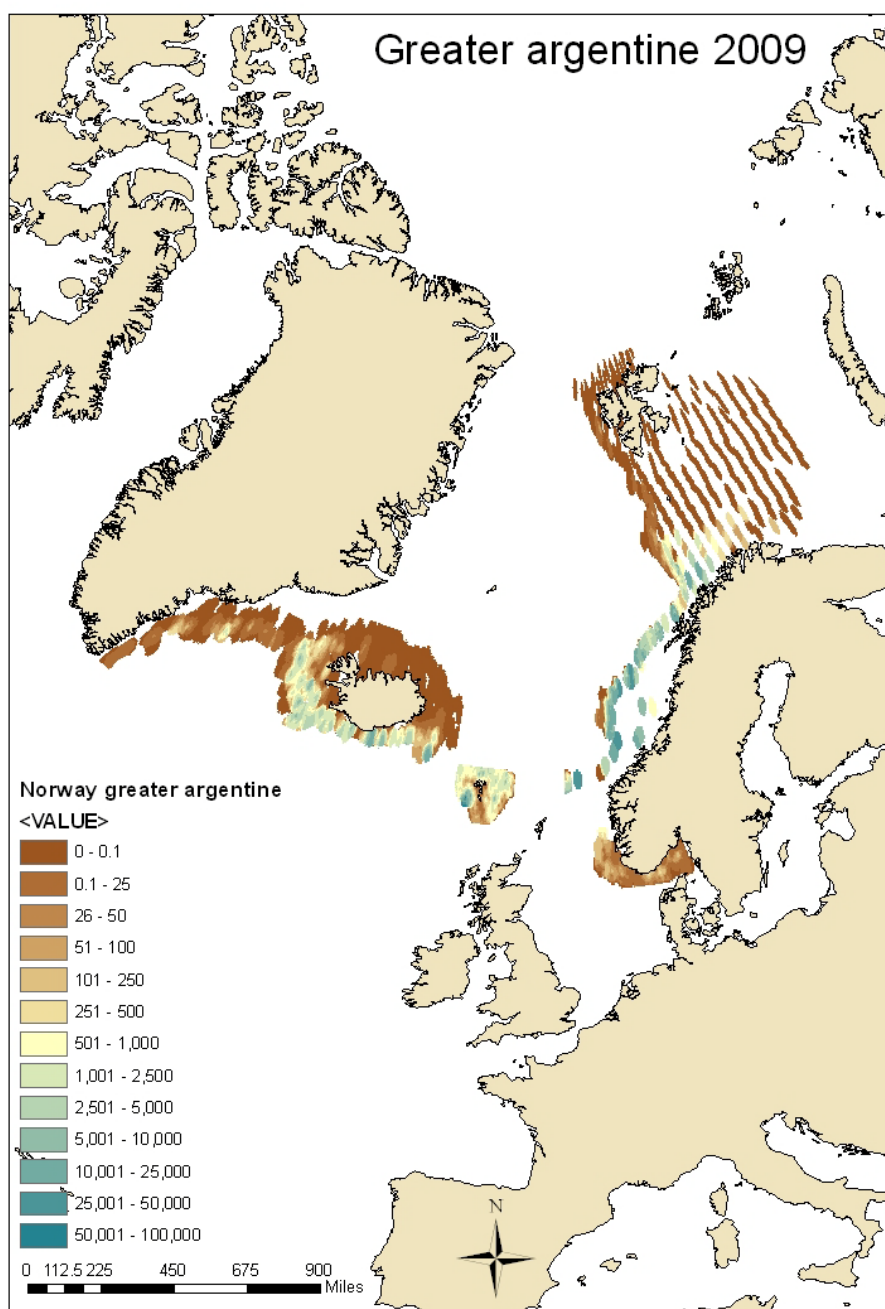 Greater argentine 2009
Norway greater argentine
<VALUE>
0 - 0.1
0.1 - 25
26 - 50
51 - 100
101 - 250
251 - 500
501 - 1,000
1,001 - 2,500
2,501 - 5,000
5,001 - 10,000
10,001 - 25,000
25,001 - 50,000
50,001 - 100,000
N
0 112.5 225 450 675 900
Miles